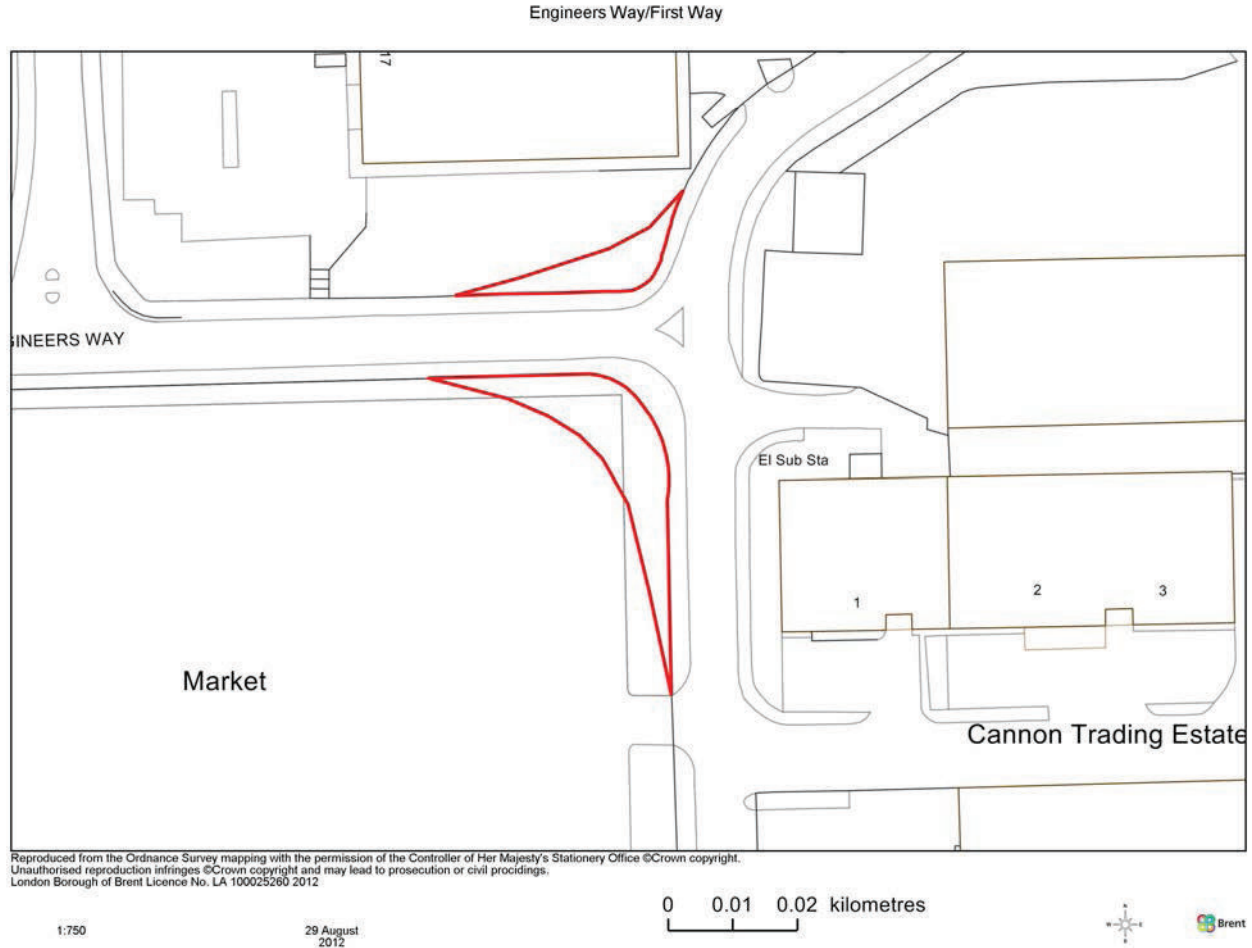 Engineers Way/First Way
17
GINEERS WAY
El Sub Sta
1
2
3
Market
Cannon Trading Estate
Reproduced from the Ordnance Survey mapping with the permission of the Controller of Her Majesty's Stationery Office ©Crown copyright.
Unauthorised reproduction infringes ©Crown copyright and may lead to prosecution or civil procidings.
London Borough of Brent Licence No. LA 100025260 2012
0 0.01 0.02 kilometres
1:750
29 August
2012
Brent